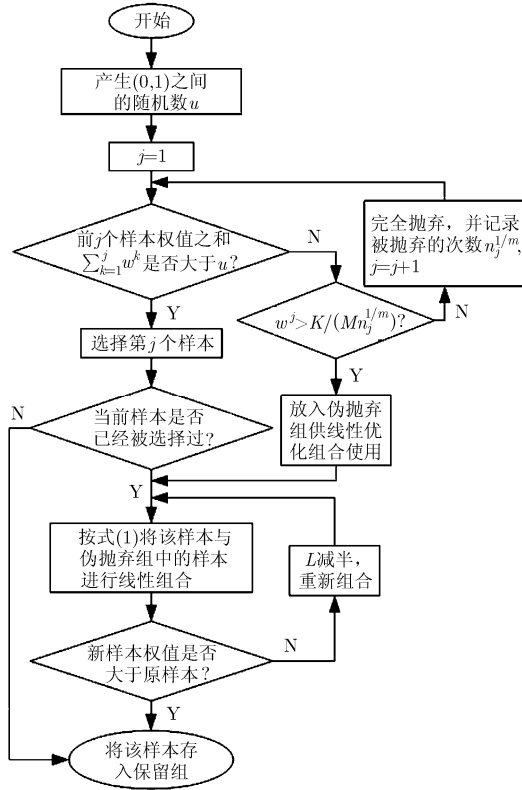 开始
产生(0,1)之间
的随机数u
j=1
前j个样本权值之和
∑_{k=1}^{j} w^k 是否大于u?
N
完全抛弃，并记录
被抛弃的次数n_j^{1/m},
j=j+1
Y
w^j>K/(Mn_j^{1/m})?
N
选择第j个样本
Y
N
当前样本是否
已经被选择过?
放入伪抛弃
组供线性优
化组合使用
Y
按式(1)将该样本与
伪抛弃组中的样本
进行线性组合
L减半，
重新组合
新样本权值是否
大于原样本?
N
Y
将该样本存
入保留组